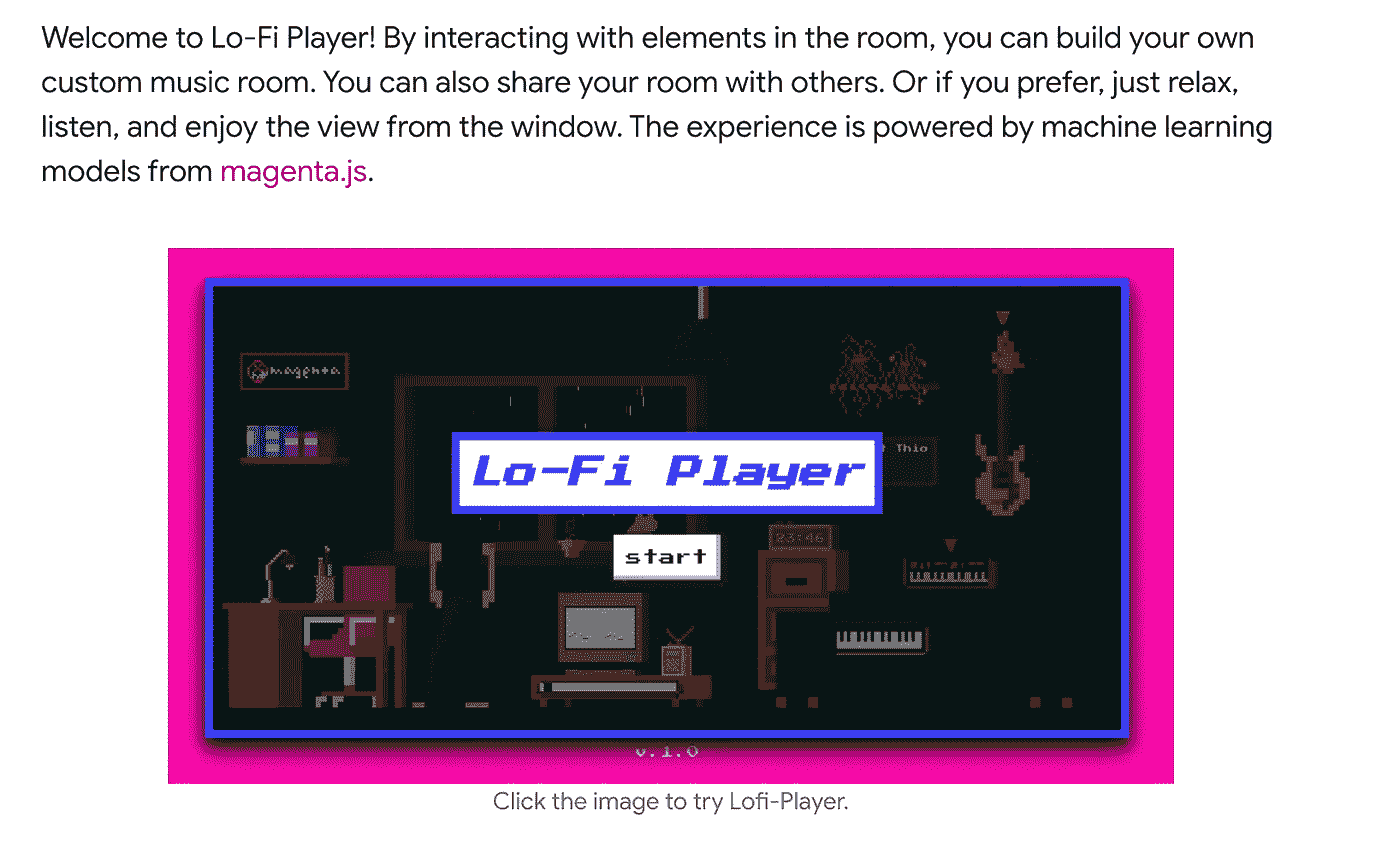 Welcome to Lo-Fi Player! By interacting with elements in the room, you can build your own
custom music room. You can also share your room with others. Or if you prefer, just relax,
listen, and enjoy the view from the window. The experience is powered by machine learning
models from magenta.js.
magenta
Thio
Lo-Fi Player
23:46
start
v.1.0
Click the image to try Lofi-Player.